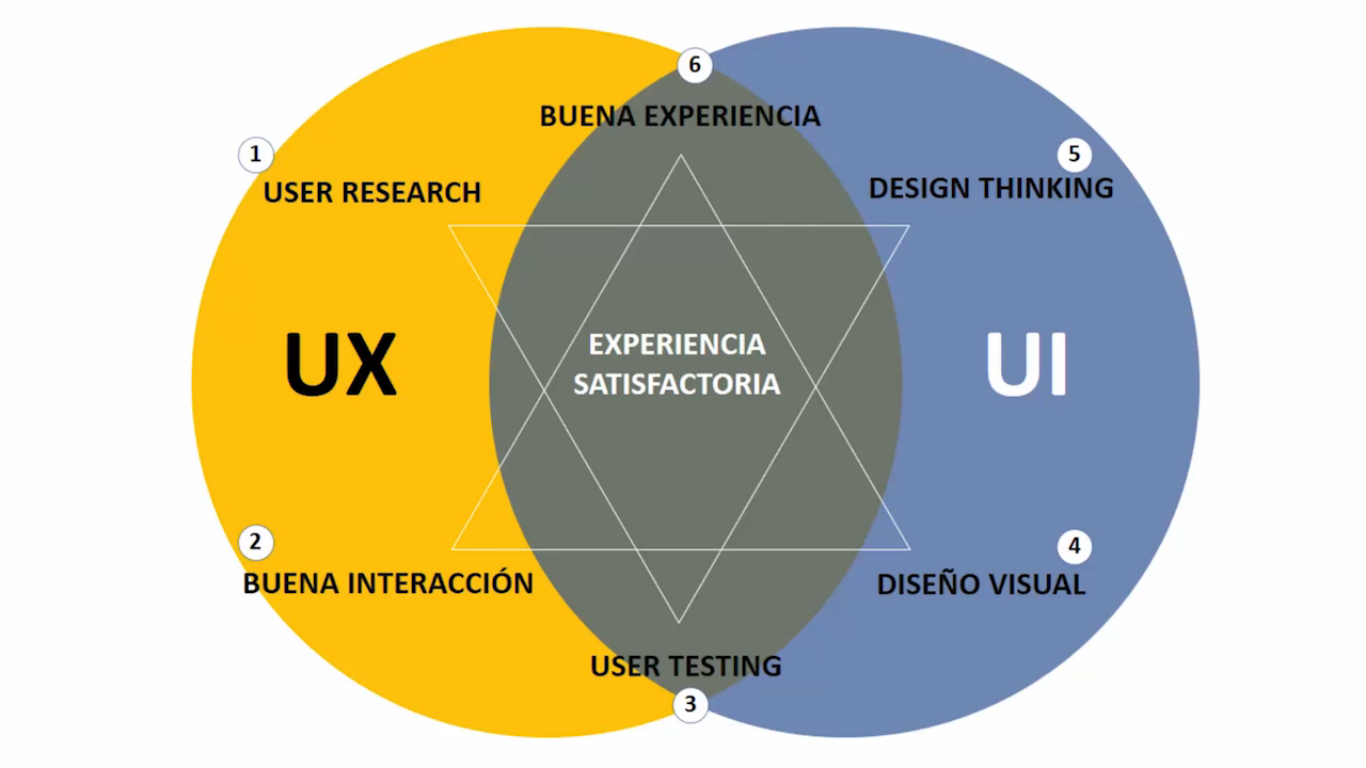 6
BUENA EXPERIENCIA
1
USER RESEARCH
5
DESIGN THINKING
UX
EXPERIENCIA
SATISFACTORIA
UI
2
BUENA INTERACCIÓN
4
DISEÑO VISUAL
USER TESTING
3